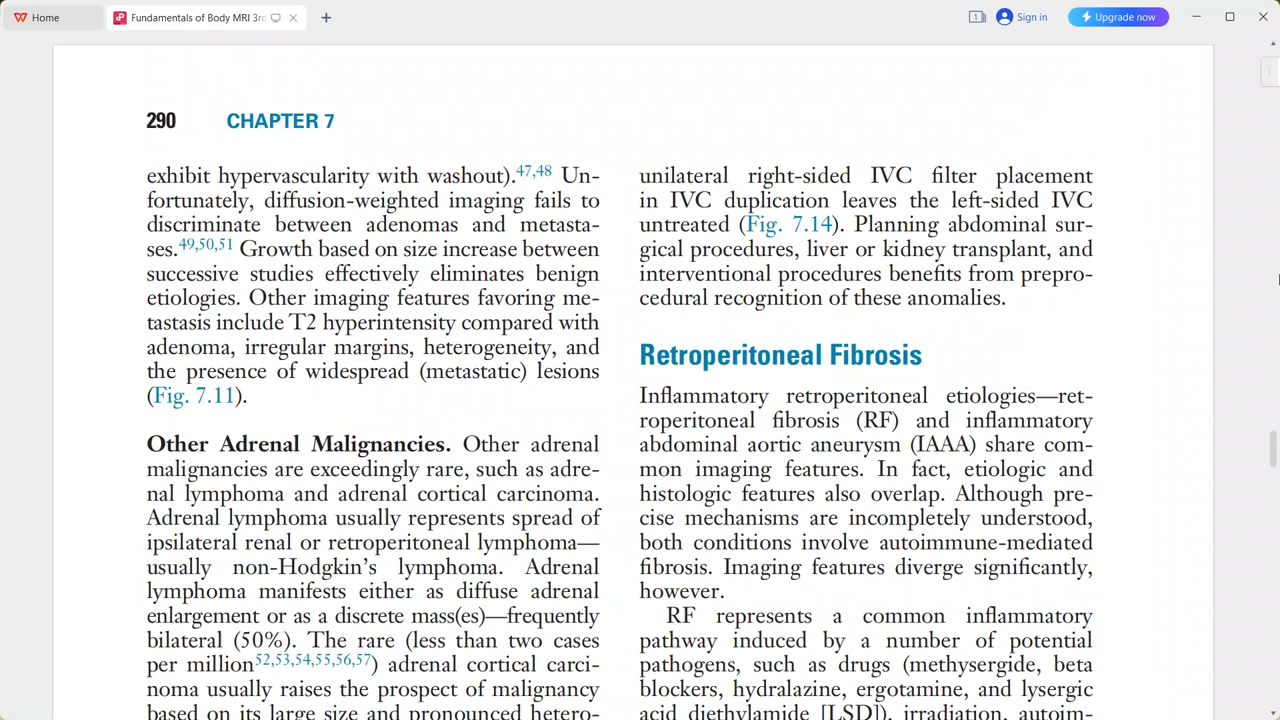 Home
Fundamentals of Body MRI 3rd
Sign in
Upgrade now
290 CHAPTER 7
exhibit hypervascularity with washout).47,48 Un-
fortunately, diffusion-weighted imaging fails to
discriminate between adenomas and metasta-
ses.49,50,51 Growth based on size increase between
successive studies effectively eliminates benign
etiologies. Other imaging features favoring me-
tastasis include T2 hyperintensity compared with
adenoma, irregular margins, heterogeneity, and
the presence of widespread (metastatic) lesions
(Fig. 7.11).
Other Adrenal Malignancies. Other adrenal
malignancies are exceedingly rare, such as adre-
nal lymphoma and adrenal cortical carcinoma.
Adrenal lymphoma usually represents spread of
ipsilateral renal or retroperitoneal lymphoma—
usually non-Hodgkin's lymphoma. Adrenal
lymphoma manifests either as diffuse adrenal
enlargement or as a discrete mass(es)—frequently
bilateral (50%). The rare (less than two cases
per million52,53,54,55,56,57) adrenal cortical carci-
noma usually raises the prospect of malignancy
based on its large size and pronounced hetero-
unilateral right-sided IVC filter placement
in IVC duplication leaves the left-sided IVC
untreated (Fig. 7.14). Planning abdominal sur-
gical procedures, liver or kidney transplant, and
interventional procedures benefits from prepro-
cedural recognition of these anomalies.
Retroperitoneal Fibrosis
Inflammatory retroperitoneal etiologies—ret-
roperitoneal fibrosis (RF) and inflammatory
abdominal aortic aneurysm (IAAA) share com-
mon imaging features. In fact, etiologic and
histologic features also overlap. Although pre-
cise mechanisms are incompletely understood,
both conditions involve autoimmune-mediated
fibrosis. Imaging features diverge significantly,
however.
RF represents a common inflammatory
pathway induced by a number of potential
pathogens, such as drugs (methysergide, beta
blockers, hydralazine, ergotamine, and lysergic
acid diethylamide [LSD]), irradiation, autoim-